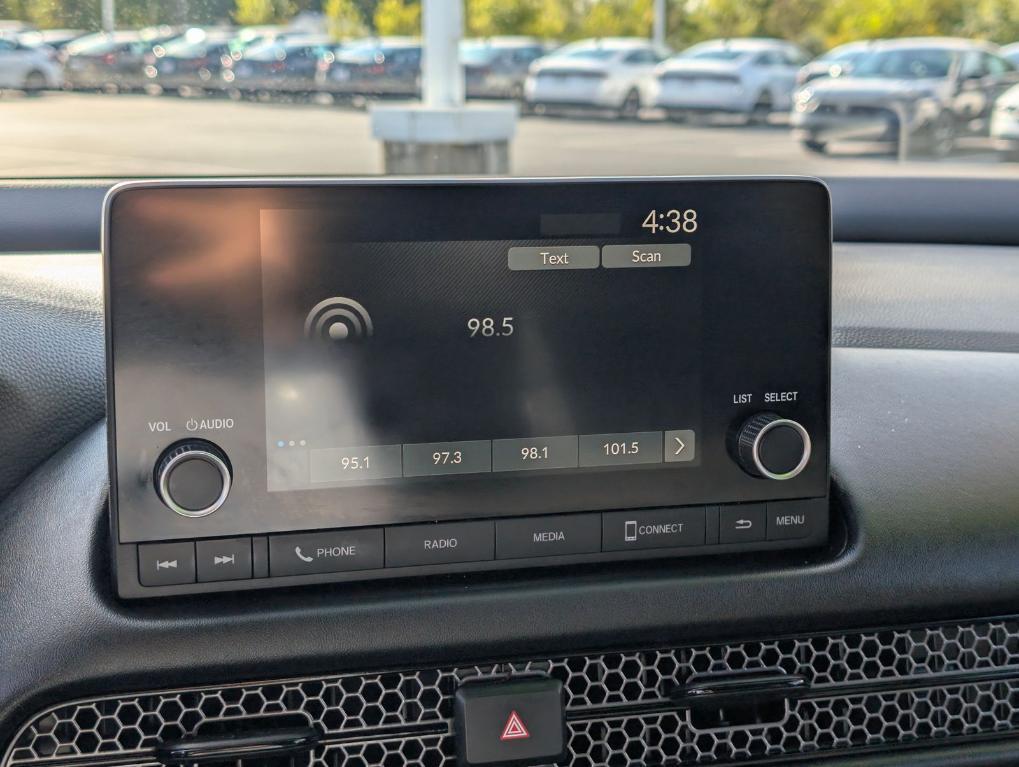 4:38
Text Scan
98.5
LIST SELECT
VOL AUDIO
95.1 97.3 98.1 101.5
PHONE RADIO MEDIA CONNECT MENU